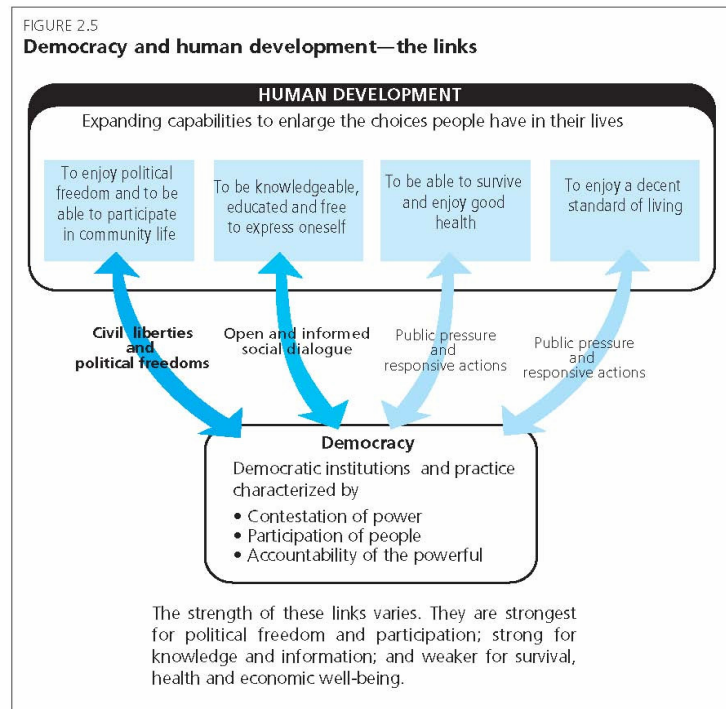 FIGURE 2.5
Democracy and human development—the links
HUMAN DEVELOPMENT
Expanding capabilities to enlarge the choices people have in their lives
To enjoy political
freedom and to be
able to participate
in community life
To be knowledgeable,
educated and free
to express oneself
To be able to survive
and enjoy good
health
To enjoy a decent
standard of living
Civil liberties
and
political freedoms
Open and informed
social dialogue
Public pressure
and
responsive actions
Public pressure
and
responsive actions
Democracy
Democratic institutions and practice
characterized by
• Contestation of power
• Participation of people
• Accountability of the powerful
The strength of these links varies. They are strongest
for political freedom and participation; strong for
knowledge and information; and weaker for survival,
health and economic well-being.